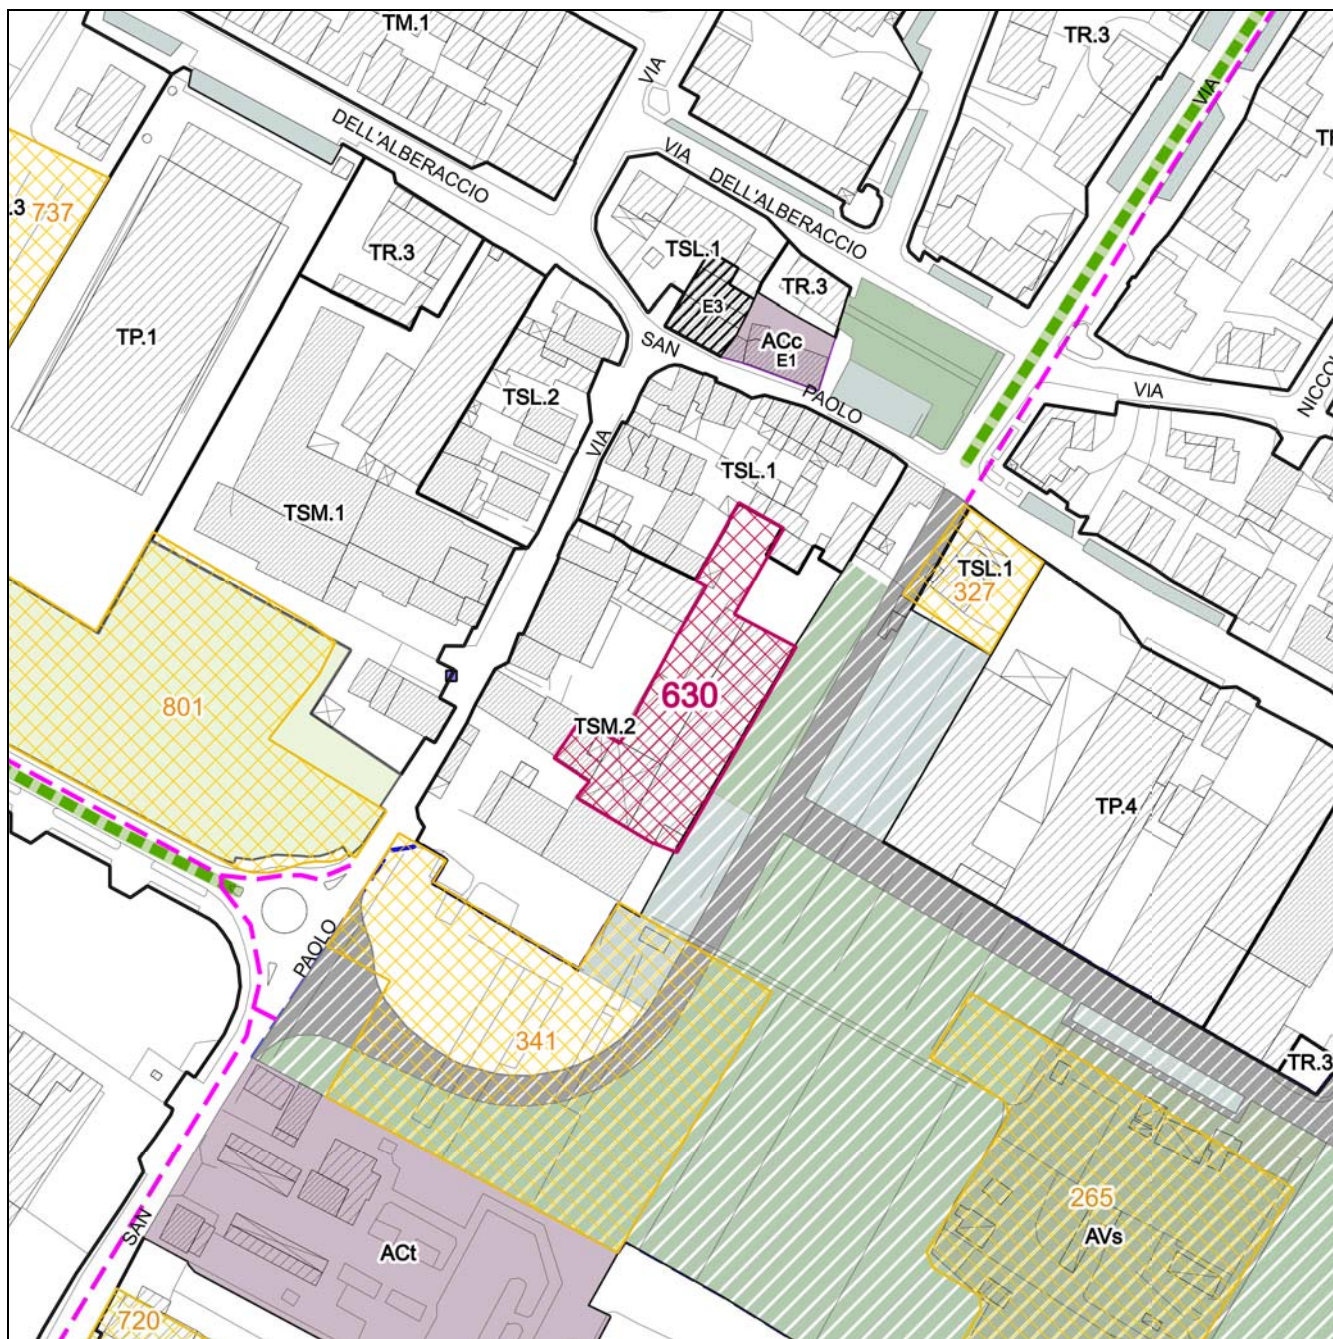 TM.1
TR.3
VIA
VIA
DELL'ALBERACCIO
VIA
DELL'ALBERACCIO
.3
737
TR.3
TSL.1
TR.3
E3
TP.1
SAN
ACc
E1
PAOLO
VIA
NICCOL
TSL.2
VIA
TSL.1
TSM.1
TSL.1
327
630
801
TSM.2
TP.4
PAOLO
341
TR.3
265
AVs
SAN
ACt
720